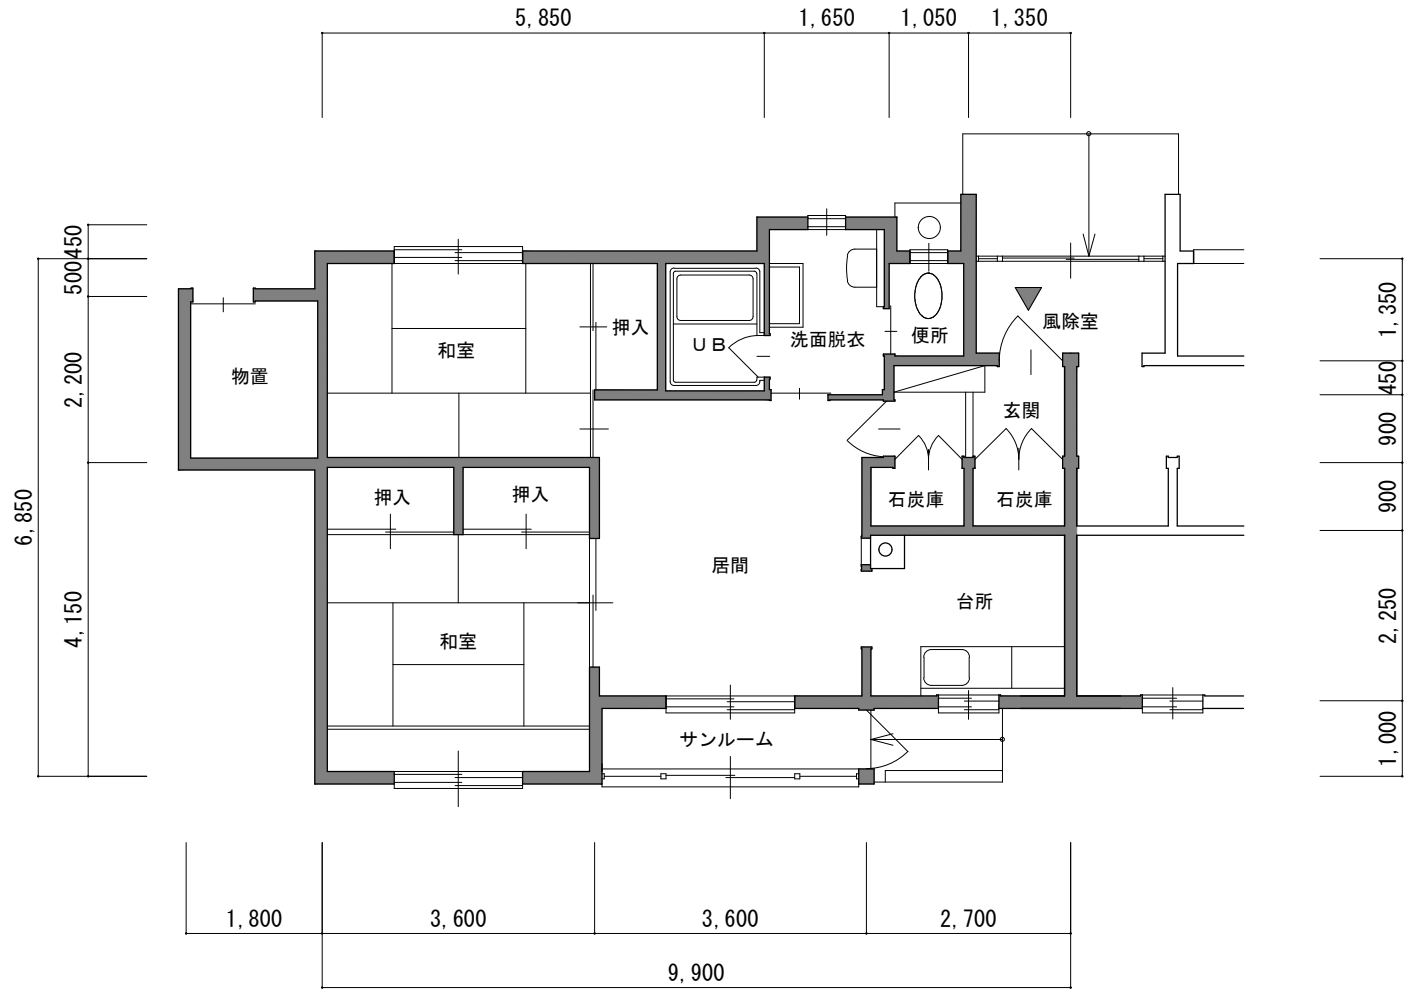 5,850
1,650
1,050
1,350
450
500
2,200
4,150
6,850
1,350
450
900
900
2,250
1,000
風除室
押入
UB
洗面脱衣
便所
和室
物置
玄関
押入
押入
石炭庫
石炭庫
居間
台所
和室
サンルーム
1,800
3,600
3,600
2,700
9,900